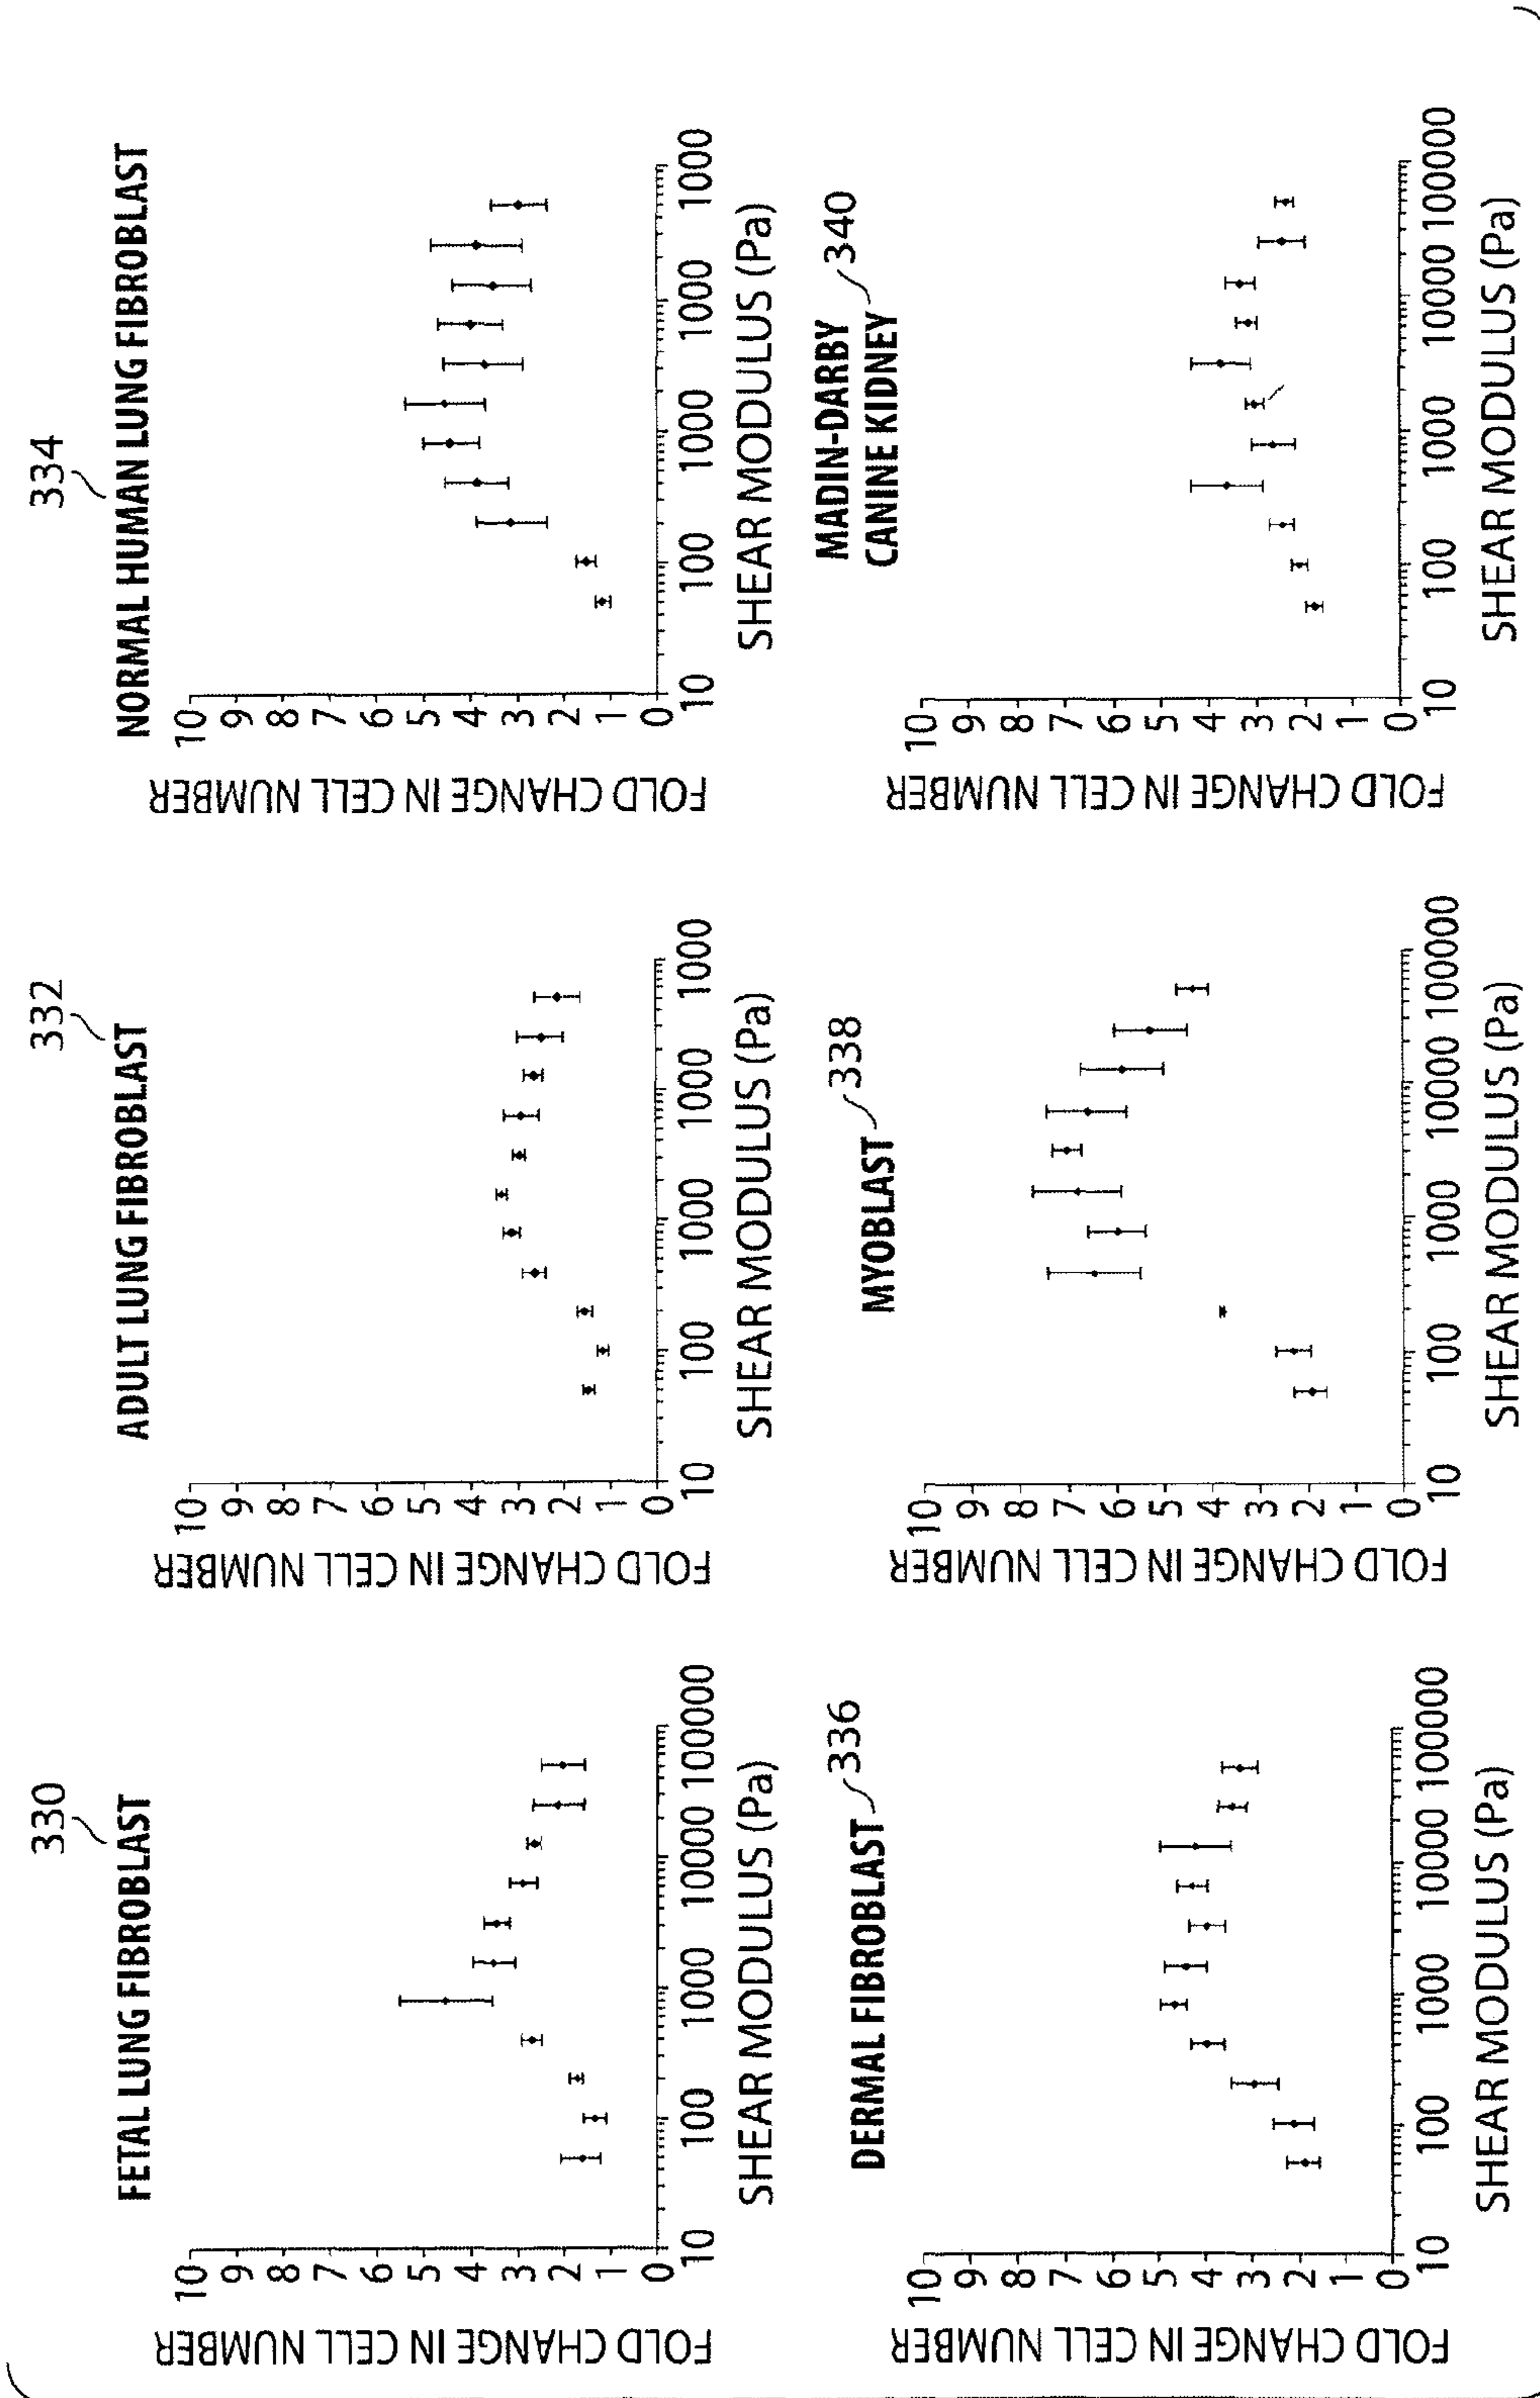 330
FETAL LUNG FIBROBLAST
FOLD CHANGE IN CELL NUMBER
10
9
8
7
6
5
4
3
2
1
0
10 100 1000 10000 100000
SHEAR MODULUS (Pa)
332
ADULT LUNG FIBROBLAST
FOLD CHANGE IN CELL NUMBER
10
9
8
7
6
5
4
3
2
1
0
10 100 1000 1000 1000
SHEAR MODULUS (Pa)
334
NORMAL HUMAN LUNG FIBROBLAST
FOLD CHANGE IN CELL NUMBER
10
9
8
7
6
5
4
3
2
1
0
10 100 1000 1000 1000
SHEAR MODULUS (Pa)
DERMAL FIBROBLAST 336
FOLD CHANGE IN CELL NUMBER
10
9
8
7
6
5
4
3
2
1
0
10 100 1000 10000 100000
SHEAR MODULUS (Pa)
MYOBLAST 338
FOLD CHANGE IN CELL NUMBER
10
9
8
7
6
5
4
3
2
1
0
10 100 1000 10000 100000
SHEAR MODULUS (Pa)
MADIN-DARBY
CANINE KIDNEY 340
FOLD CHANGE IN CELL NUMBER
10
9
8
7
6
5
4
3
2
1
0
10 100 1000 10000 100000
SHEAR MODULUS (Pa)